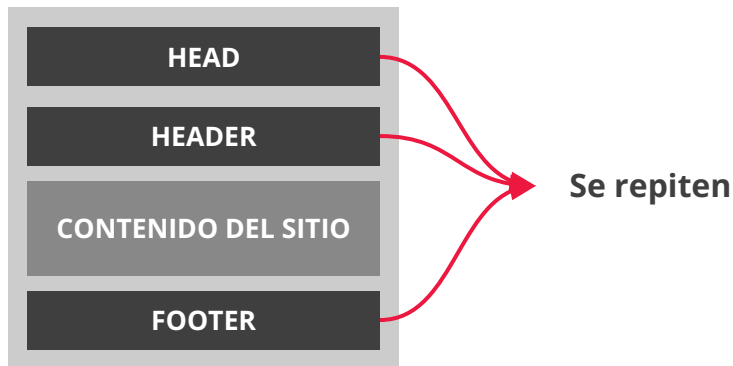 HEAD
HEADER
Se repiten
CONTENIDO DEL SITIO
FOOTER